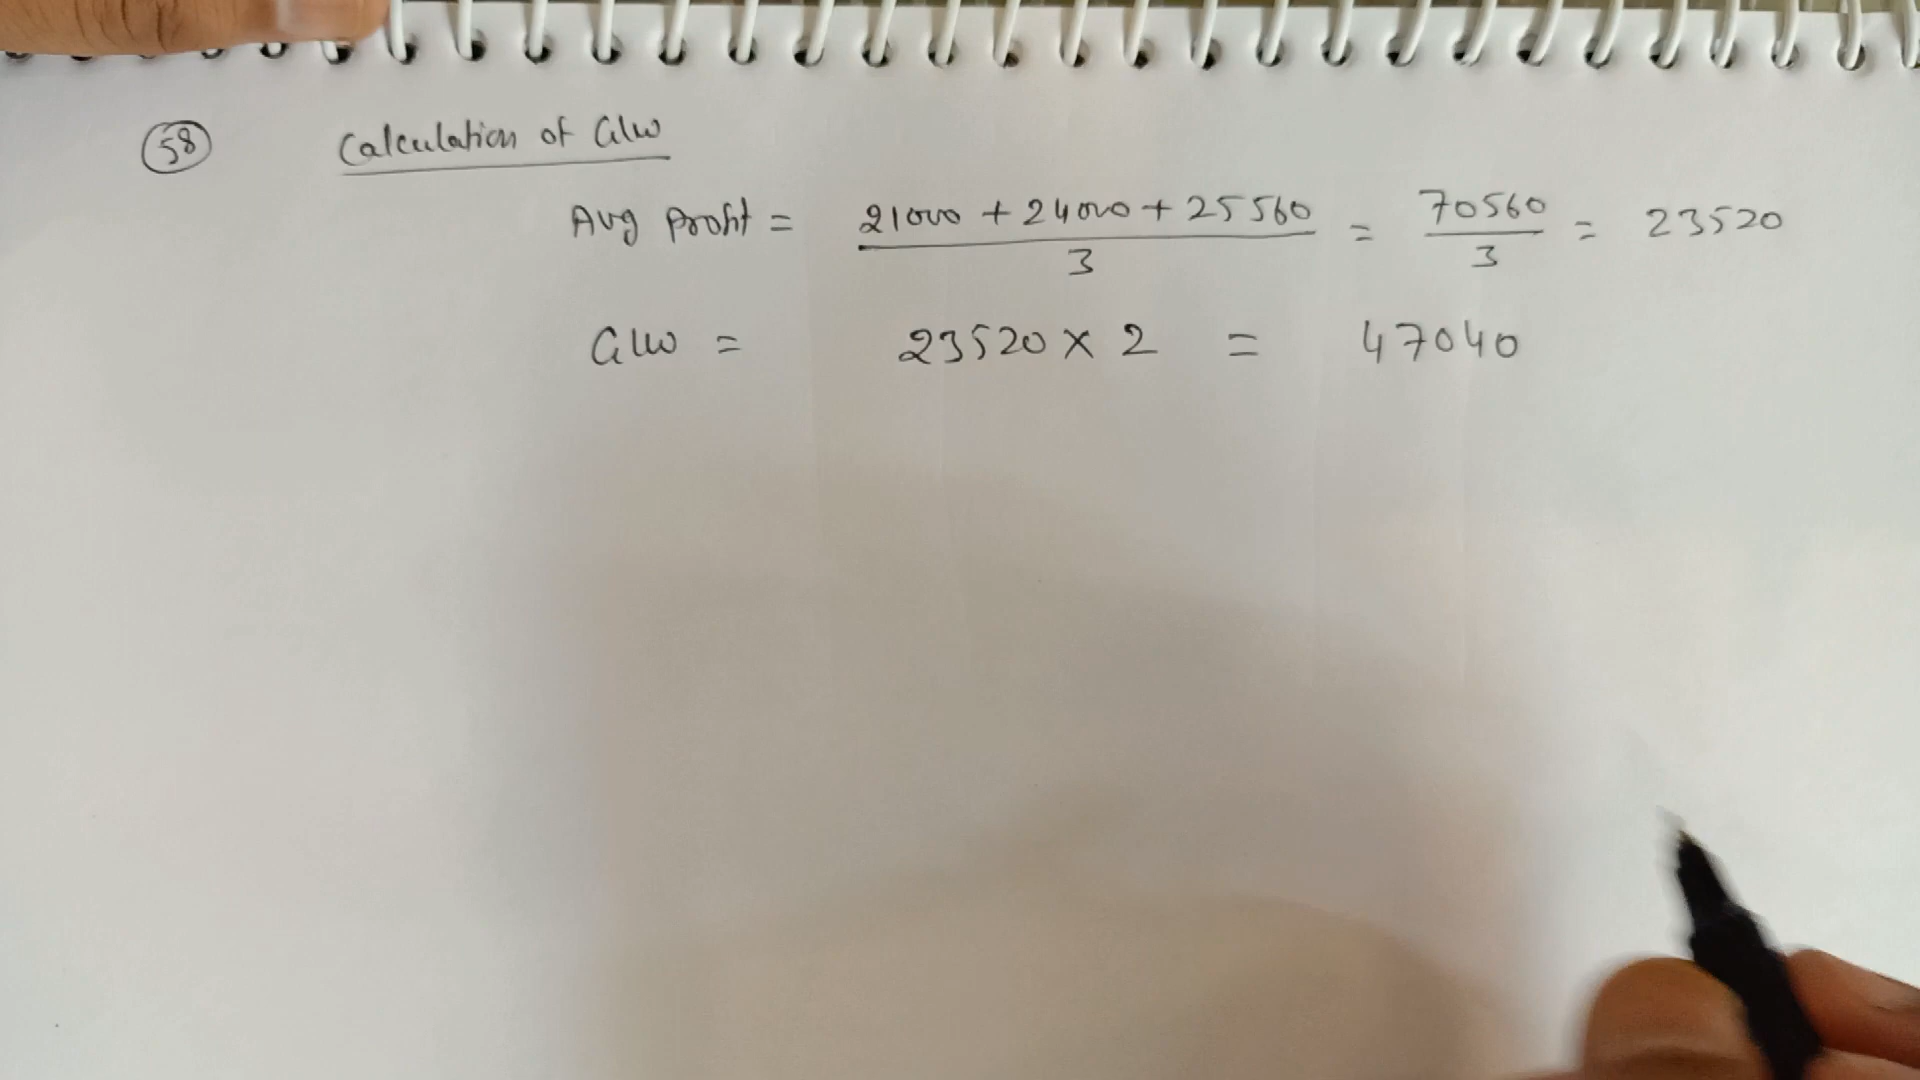 58 Calculation of G/w
Avg Profit = 21000 + 24000 + 25560 / 3 = 70560 / 3 = 23520
G/w = 23520 x 2 = 47040